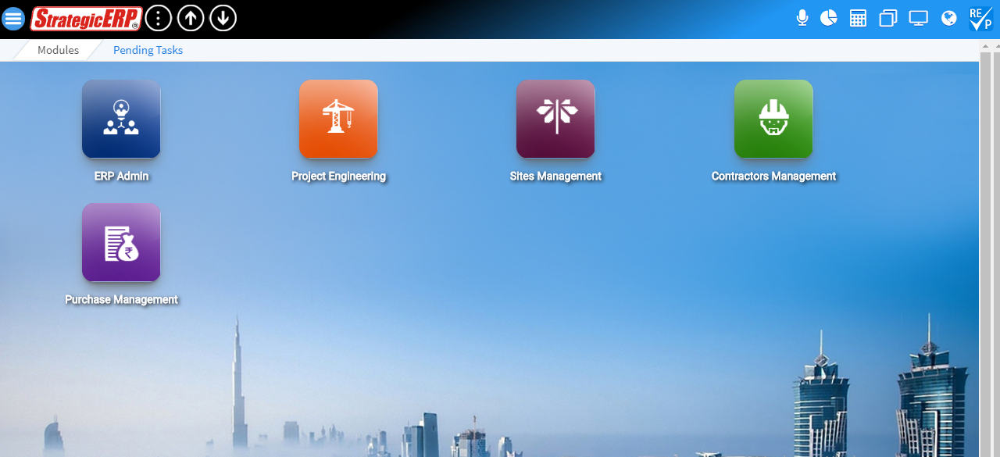 StrategicERP®
RE
P
Modules
Pending Tasks
ERP Admin
Project Engineering
Sites Management
Contractors Management
₹
Purchase Management